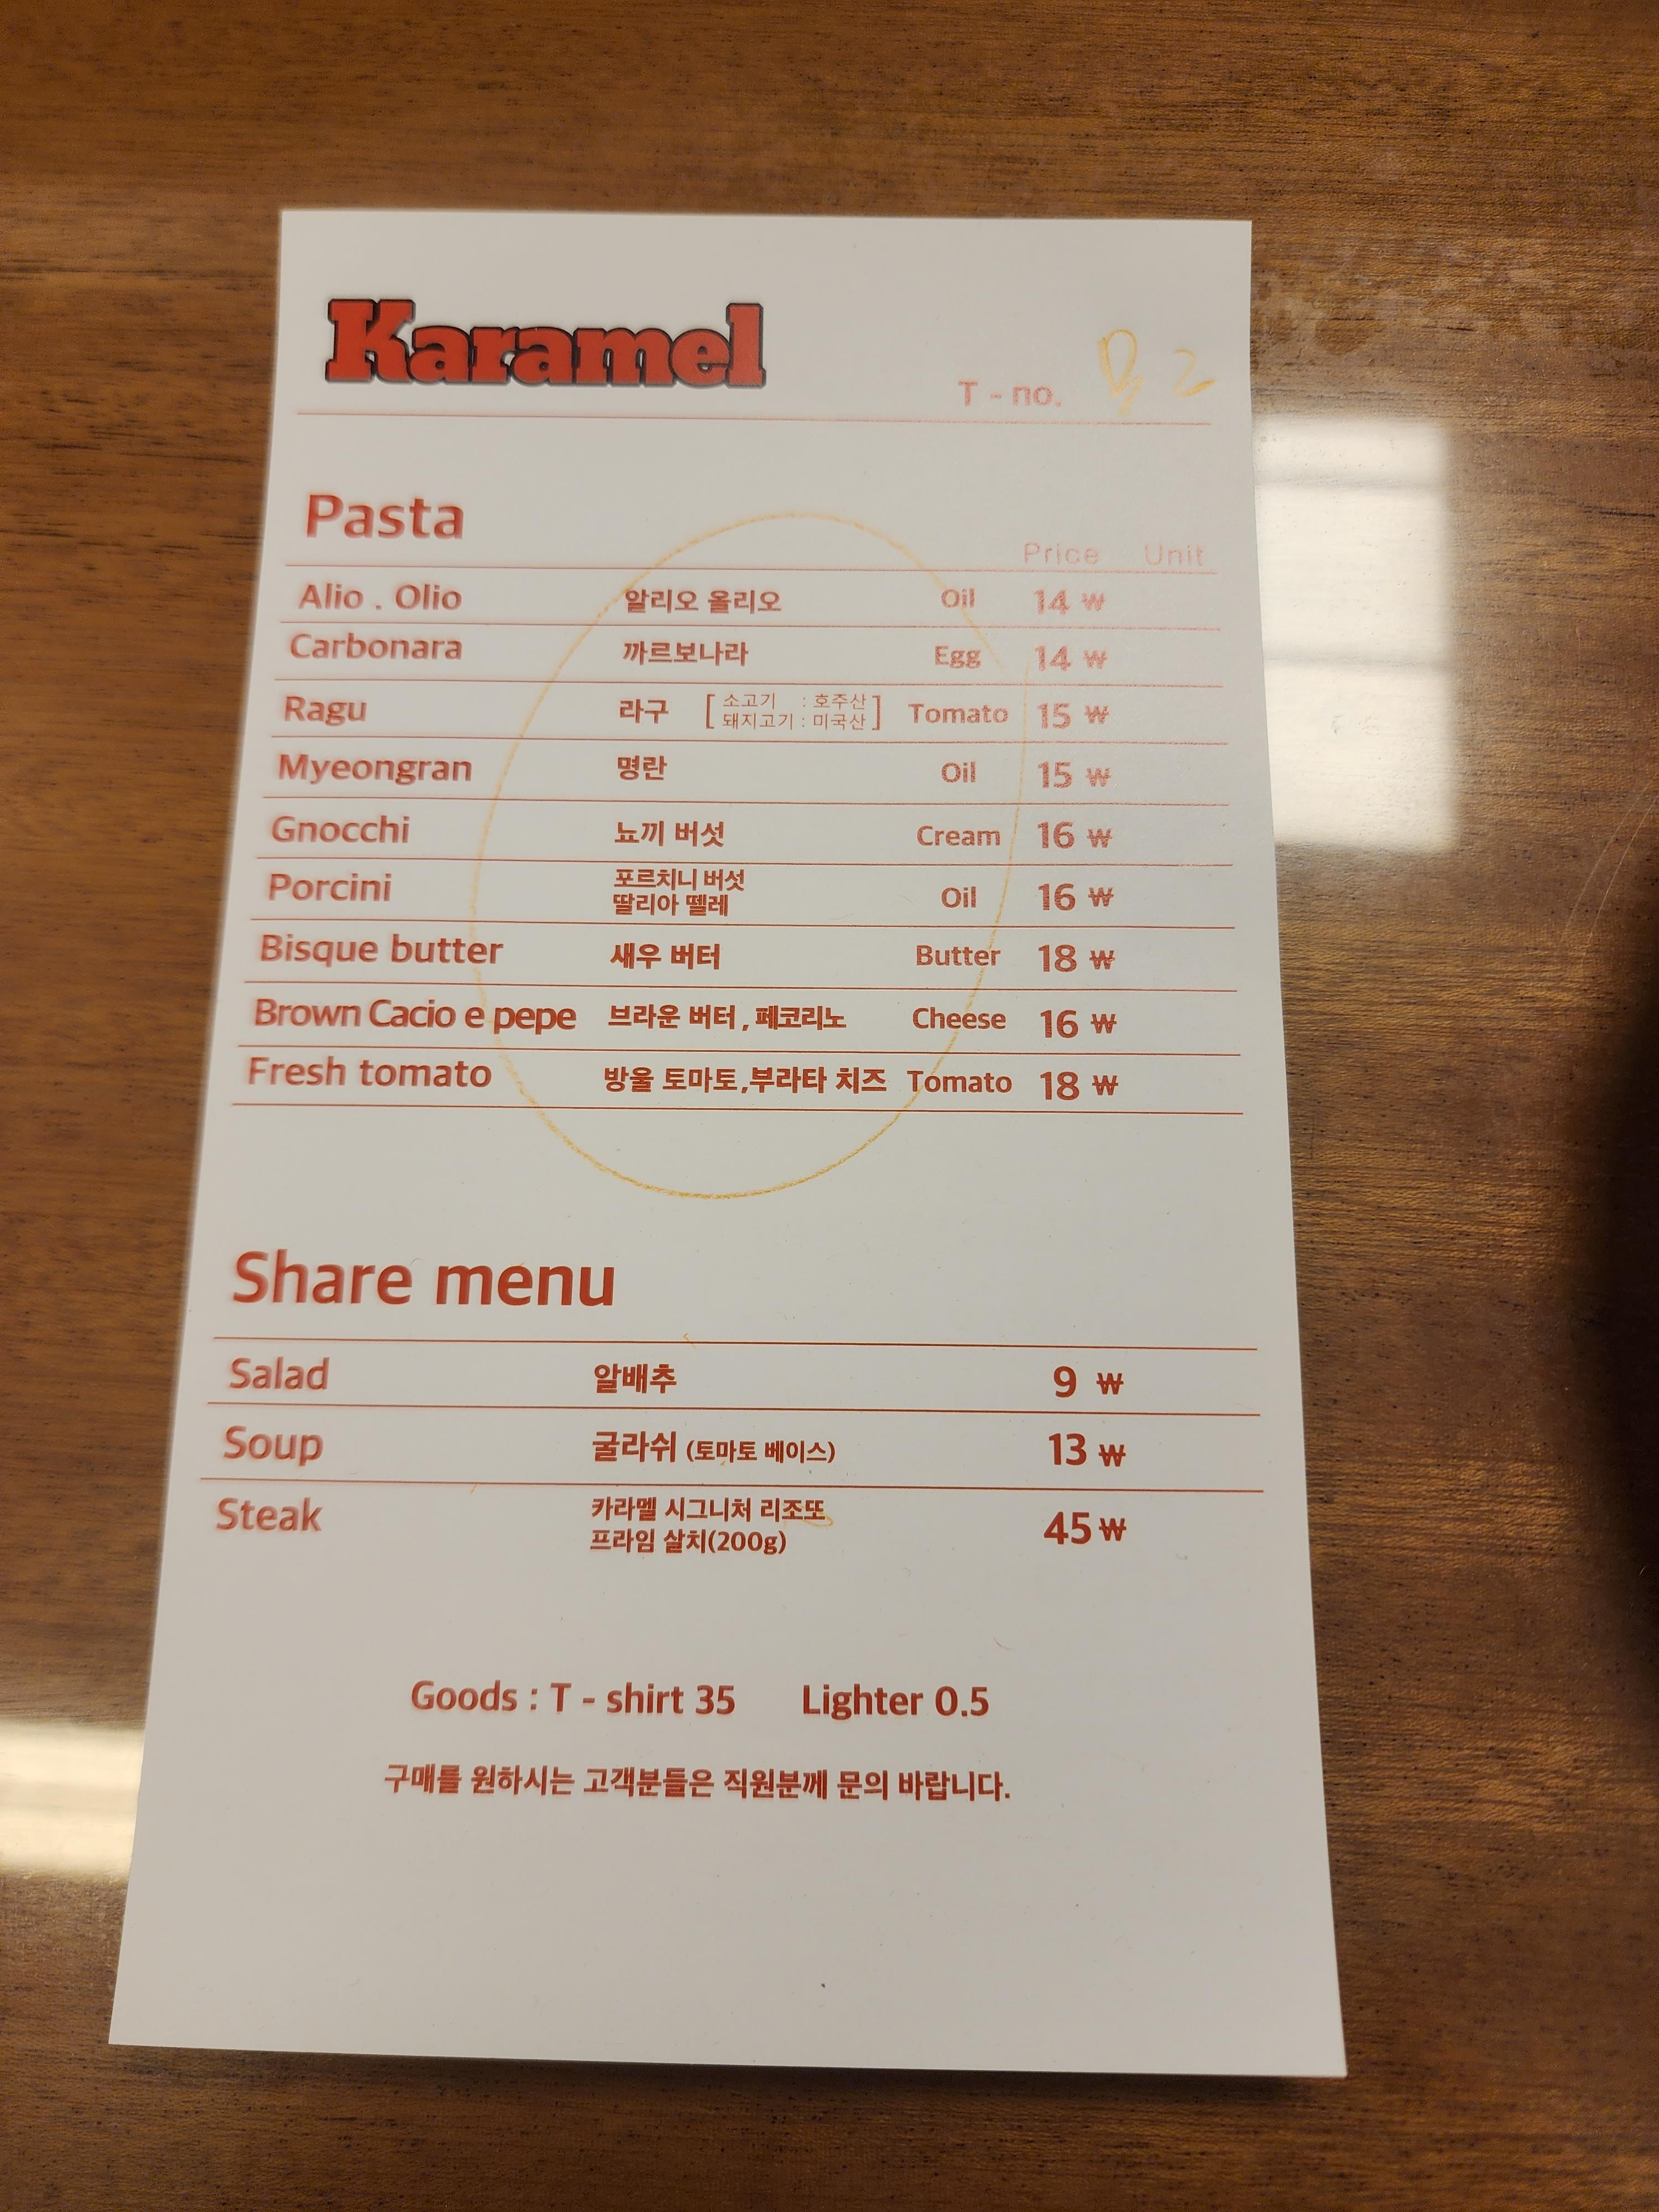 Karamel
T - no. B 2
Pasta
Price Unit
Alio . Olio 알리오 올리오 Oil 14 ₩
Carbonara 까르보나라 Egg 14 ₩
Ragu 라구 [ 소고기 : 호주산 Tomato 15 ₩
돼지고기 : 미국산 ]
Myeongran 명란 Oil 15 ₩
Gnocchi 뇨끼 버섯 Cream 16 ₩
Porcini 포르치니 버섯 Oil 16 ₩
딸리아 뗄레
Bisque butter 새우 버터 Butter 18 ₩
Brown Cacio e pepe 브라운 버터 , 페코리노 Cheese 16 ₩
Fresh tomato 방울 토마토,부라타 치즈 Tomato 18 ₩
Share menu
Salad 알배추 9 ₩
Soup 굴라쉬 (토마토 베이스) 13 ₩
Steak 카라멜 시그니처 리조또 45 ₩
프라임 살치(200g)
Goods : T - shirt 35 Lighter 0.5
구매를 원하시는 고객분들은 직원분께 문의 바랍니다.